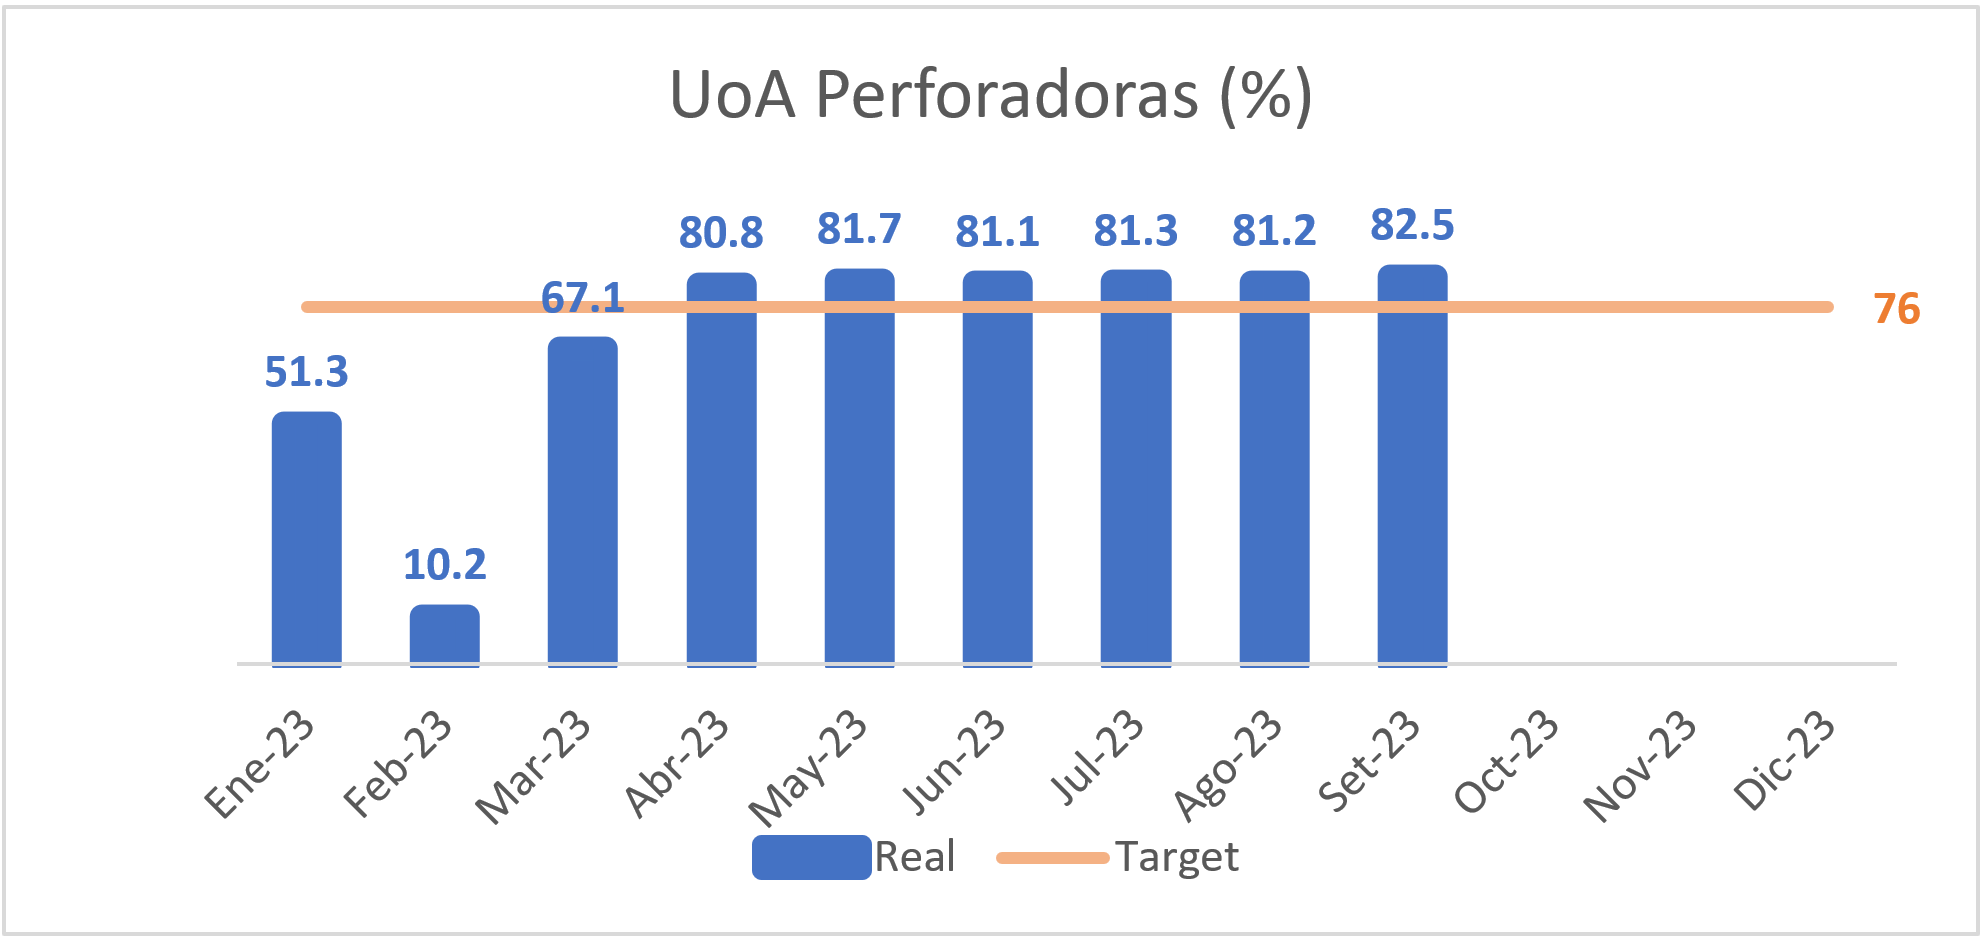 UoA Perforadoras (%)
51.3
10.2
67.1
80.8
81.7
81.1
81.3
81.2
82.5
76
Ene-23
Feb-23
Mar-23
Abr-23
May-23
Jun-23
Jul-23
Ago-23
Set-23
Oct-23
Nov-23
Dic-23
Real
Target